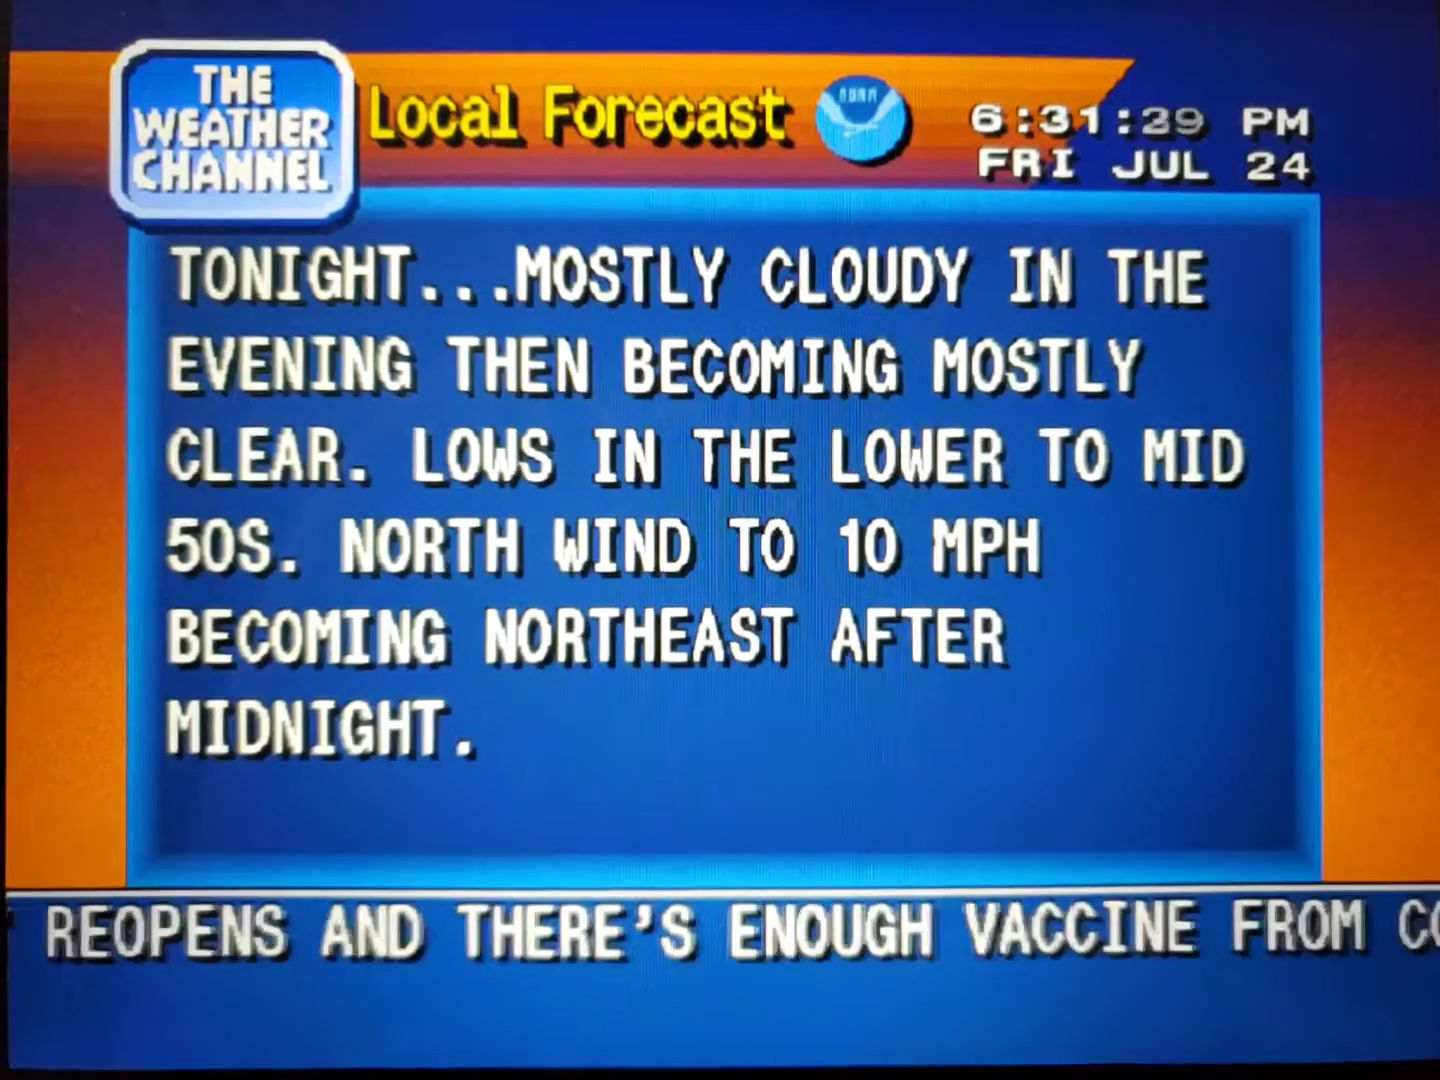 THE
WEATHER
CHANNEL
Local Forecast
NOAA
6:31:29 PM
FRI JUL 24
TONIGHT...MOSTLY CLOUDY IN THE
EVENING THEN BECOMING MOSTLY
CLEAR. LOWS IN THE LOWER TO MID
50S. NORTH WIND TO 10 MPH
BECOMING NORTHEAST AFTER
MIDNIGHT.
REOPENS AND THERE'S ENOUGH VACCINE FROM